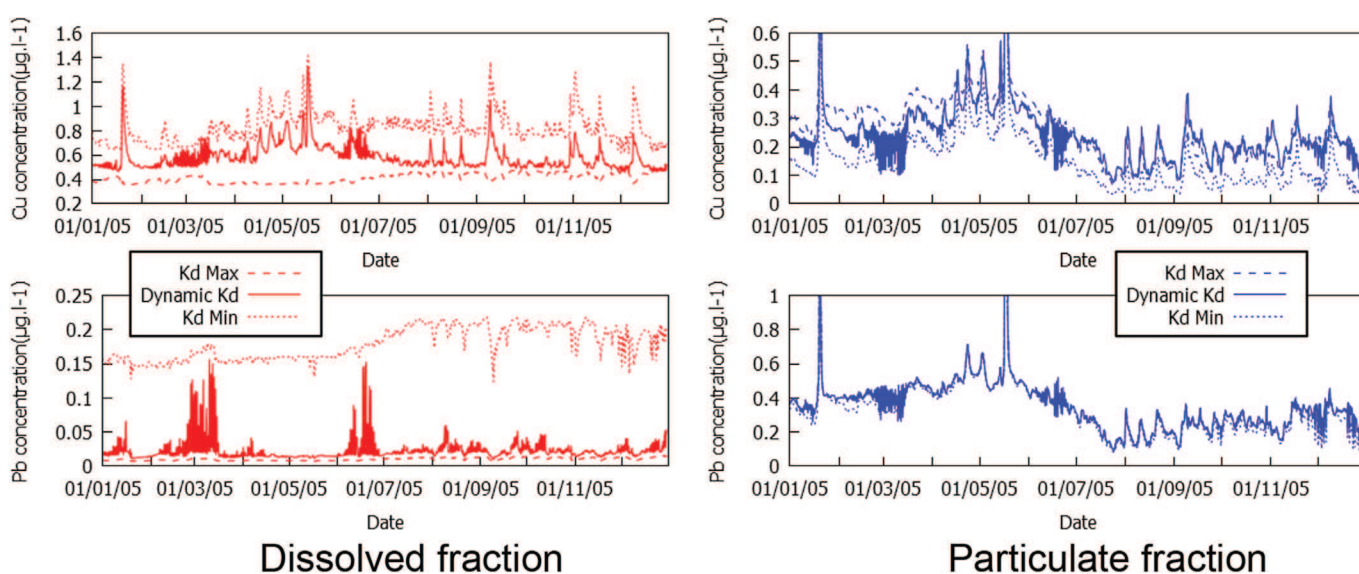 Cu concentration(µg.l-1)
1.6
1.4
1.2
1
0.8
0.6
0.4
0.2
01/01/05 01/03/05 01/05/05 01/07/05 01/09/05 01/11/05
Date
Cu concentration(µg.l-1)
0.6
0.5
0.4
0.3
0.2
0.1
0
01/01/05 01/03/05 01/05/05 01/07/05 01/09/05 01/11/05
Date
Kd Max
Dynamic Kd
Kd Min
Pb concentration(µg.l-1)
0.25
0.2
0.15
0.1
0.05
0
01/01/05 01/03/05 01/05/05 01/07/05 01/09/05 01/11/05
Date
Kd Max
Dynamic Kd
Kd Min
Pb concentration(µg.l-1)
1
0.8
0.6
0.4
0.2
0
01/01/05 01/03/05 01/05/05 01/07/05 01/09/05 01/11/05
Date
Dissolved fraction
Particulate fraction